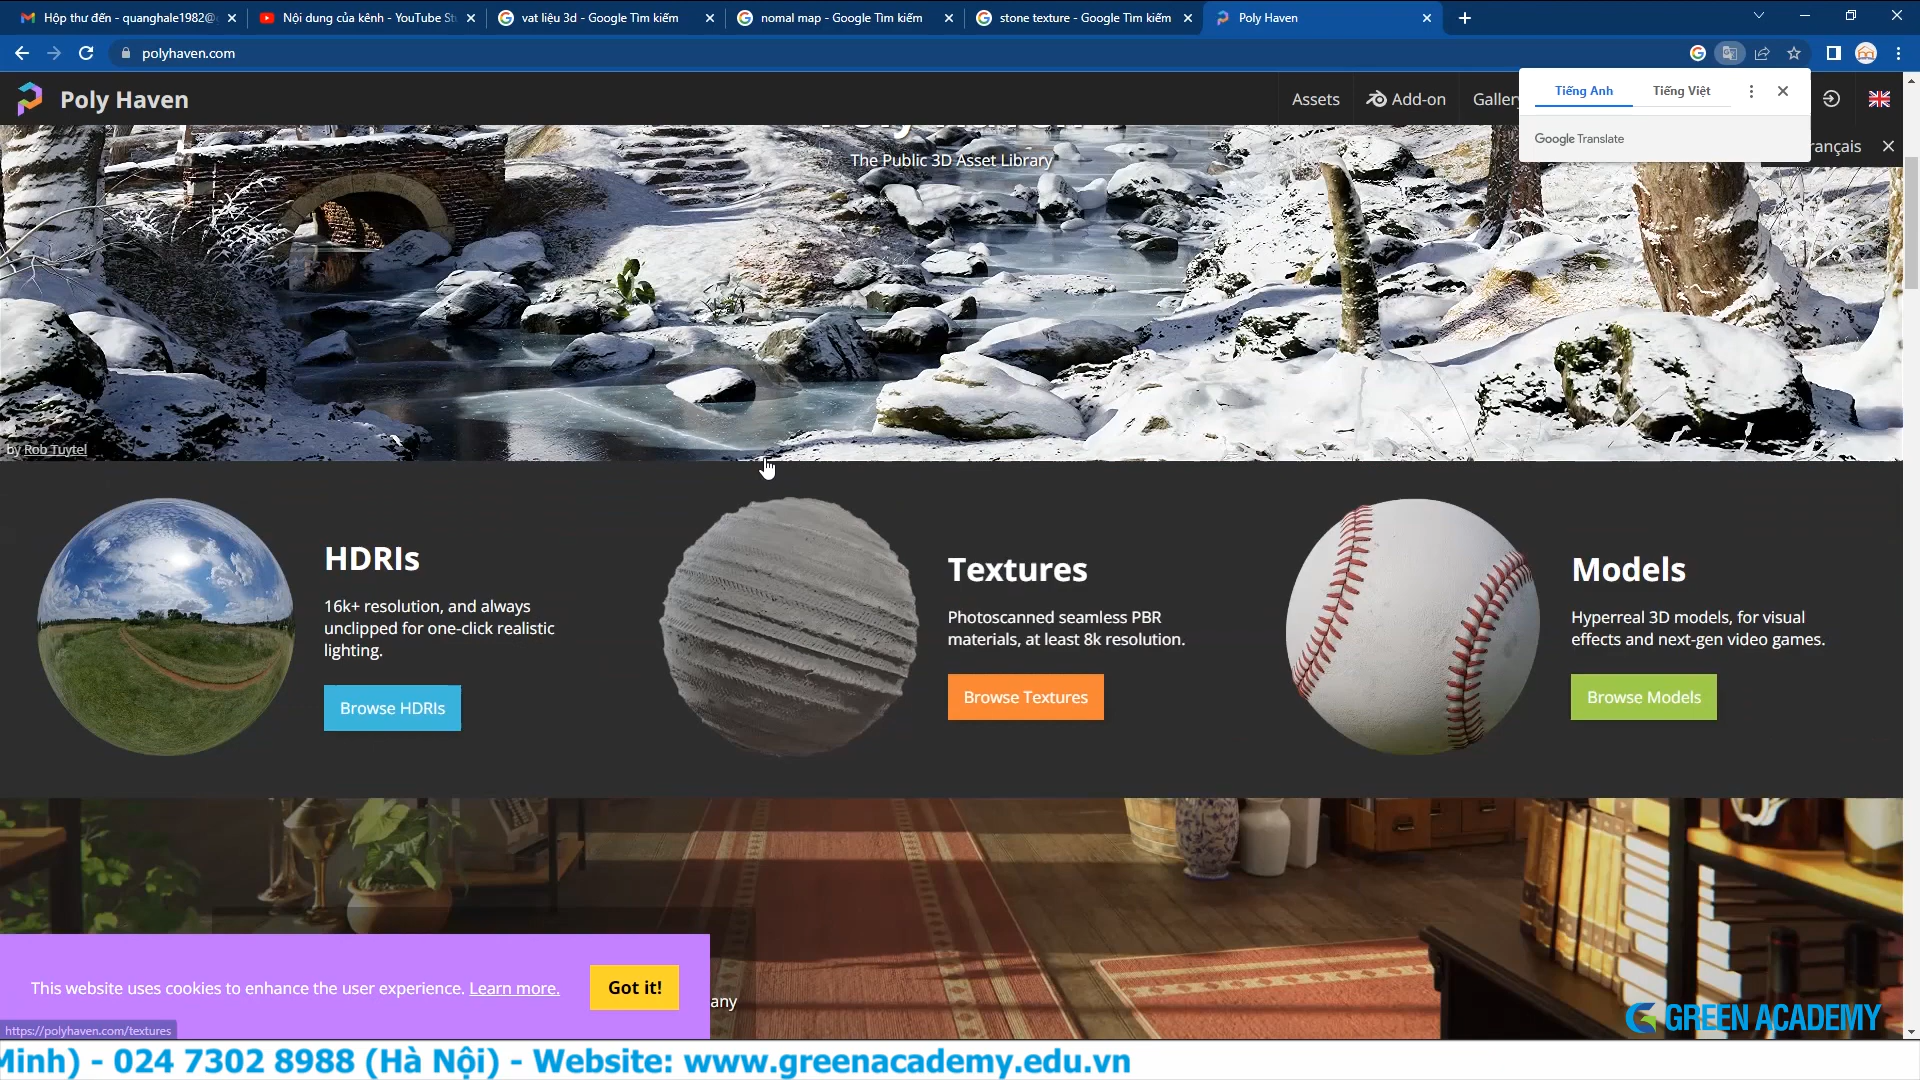 Hộp thư đến - quanghale1982@
Nội dung của kênh - YouTube St
vat liệu 3d - Google Tìm kiếm
nomal map - Google Tìm kiếm
stone texture - Google Tìm kiếm
Poly Haven
polyhaven.com
Poly Haven
Assets
Add-on
Gallery
Tiếng Anh
Tiếng Việt
Google Translate
rançais
The Public 3D Asset Library
by Rob Tuytel
HDRIs
16k+ resolution, and always
unclipped for one-click realistic
lighting.
Browse HDRIs
Textures
Photoscanned seamless PBR
materials, at least 8k resolution.
Browse Textures
Models
Hyperreal 3D models, for visual
effects and next-gen video games.
Browse Models
This website uses cookies to enhance the user experience. Learn more.
Got it!
any
https://polyhaven.com/textures
GREEN ACADEMY
Minh) - 024 7302 8988 (Hà Nội) - Website: www.greenacademy.edu.vn